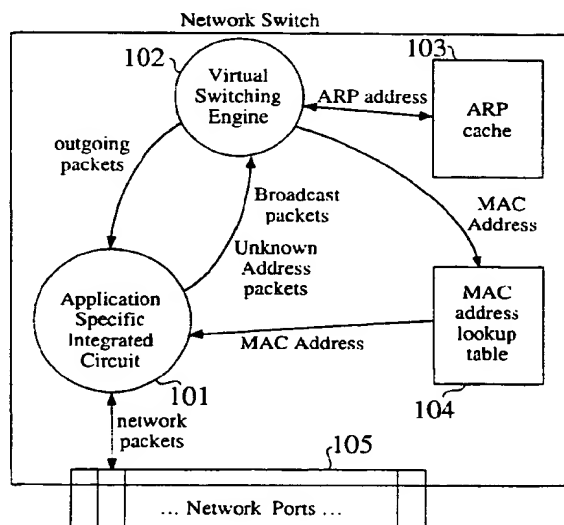 Network Switch
102
Virtual
Switching
Engine
103
ARP address
ARP
cache
outgoing
packets
Broadcast
packets
MAC
Address
Unknown
Address
packets
Application
Specific
Integrated
Circuit
MAC
address
lookup
table
MAC Address
101
104
network
packets
105
... Network Ports ...